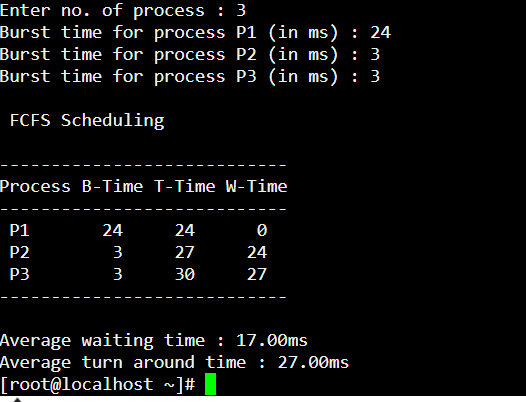 Enter no. of process : 3
Burst time for process P1 (in ms) : 24
Burst time for process P2 (in ms) : 3
Burst time for process P3 (in ms) : 3
FCFS Scheduling
----------------------------
Process B-Time T-Time W-Time
----------------------------
P1 24 24 0
P2 3 27 24
P3 3 30 27
----------------------------
Average waiting time : 17.00ms
Average turn around time : 27.00ms
[root@localhost ~]#